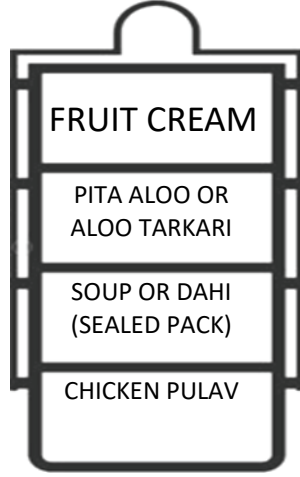 FRUIT CREAM
PITA ALOO OR
ALOO TARKARI
SOUP OR DAHI
(SEALED PACK)
CHICKEN PULAV